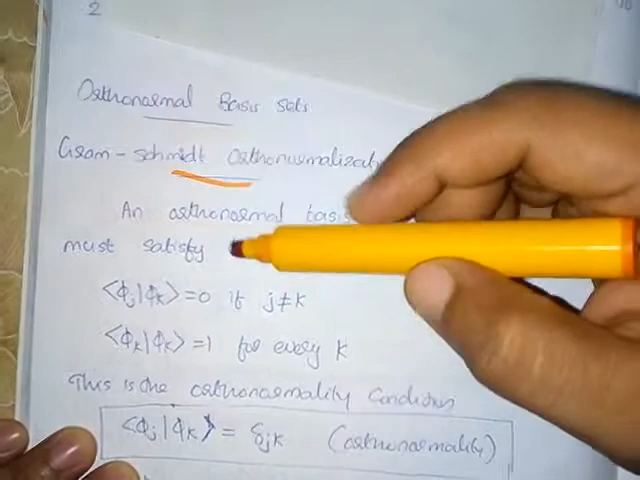 2
Orthonormal Basis sets
Gram-Schmidt Orthonormalizat
An orthonormal basis
must satisfy
⟨ϕj|ϕk⟩=0 if j≠k
⟨ϕk|ϕk⟩=1 for every k
This is the orthonormality condition
⟨ϕj|ϕk⟩ = δjk (orthonormality)